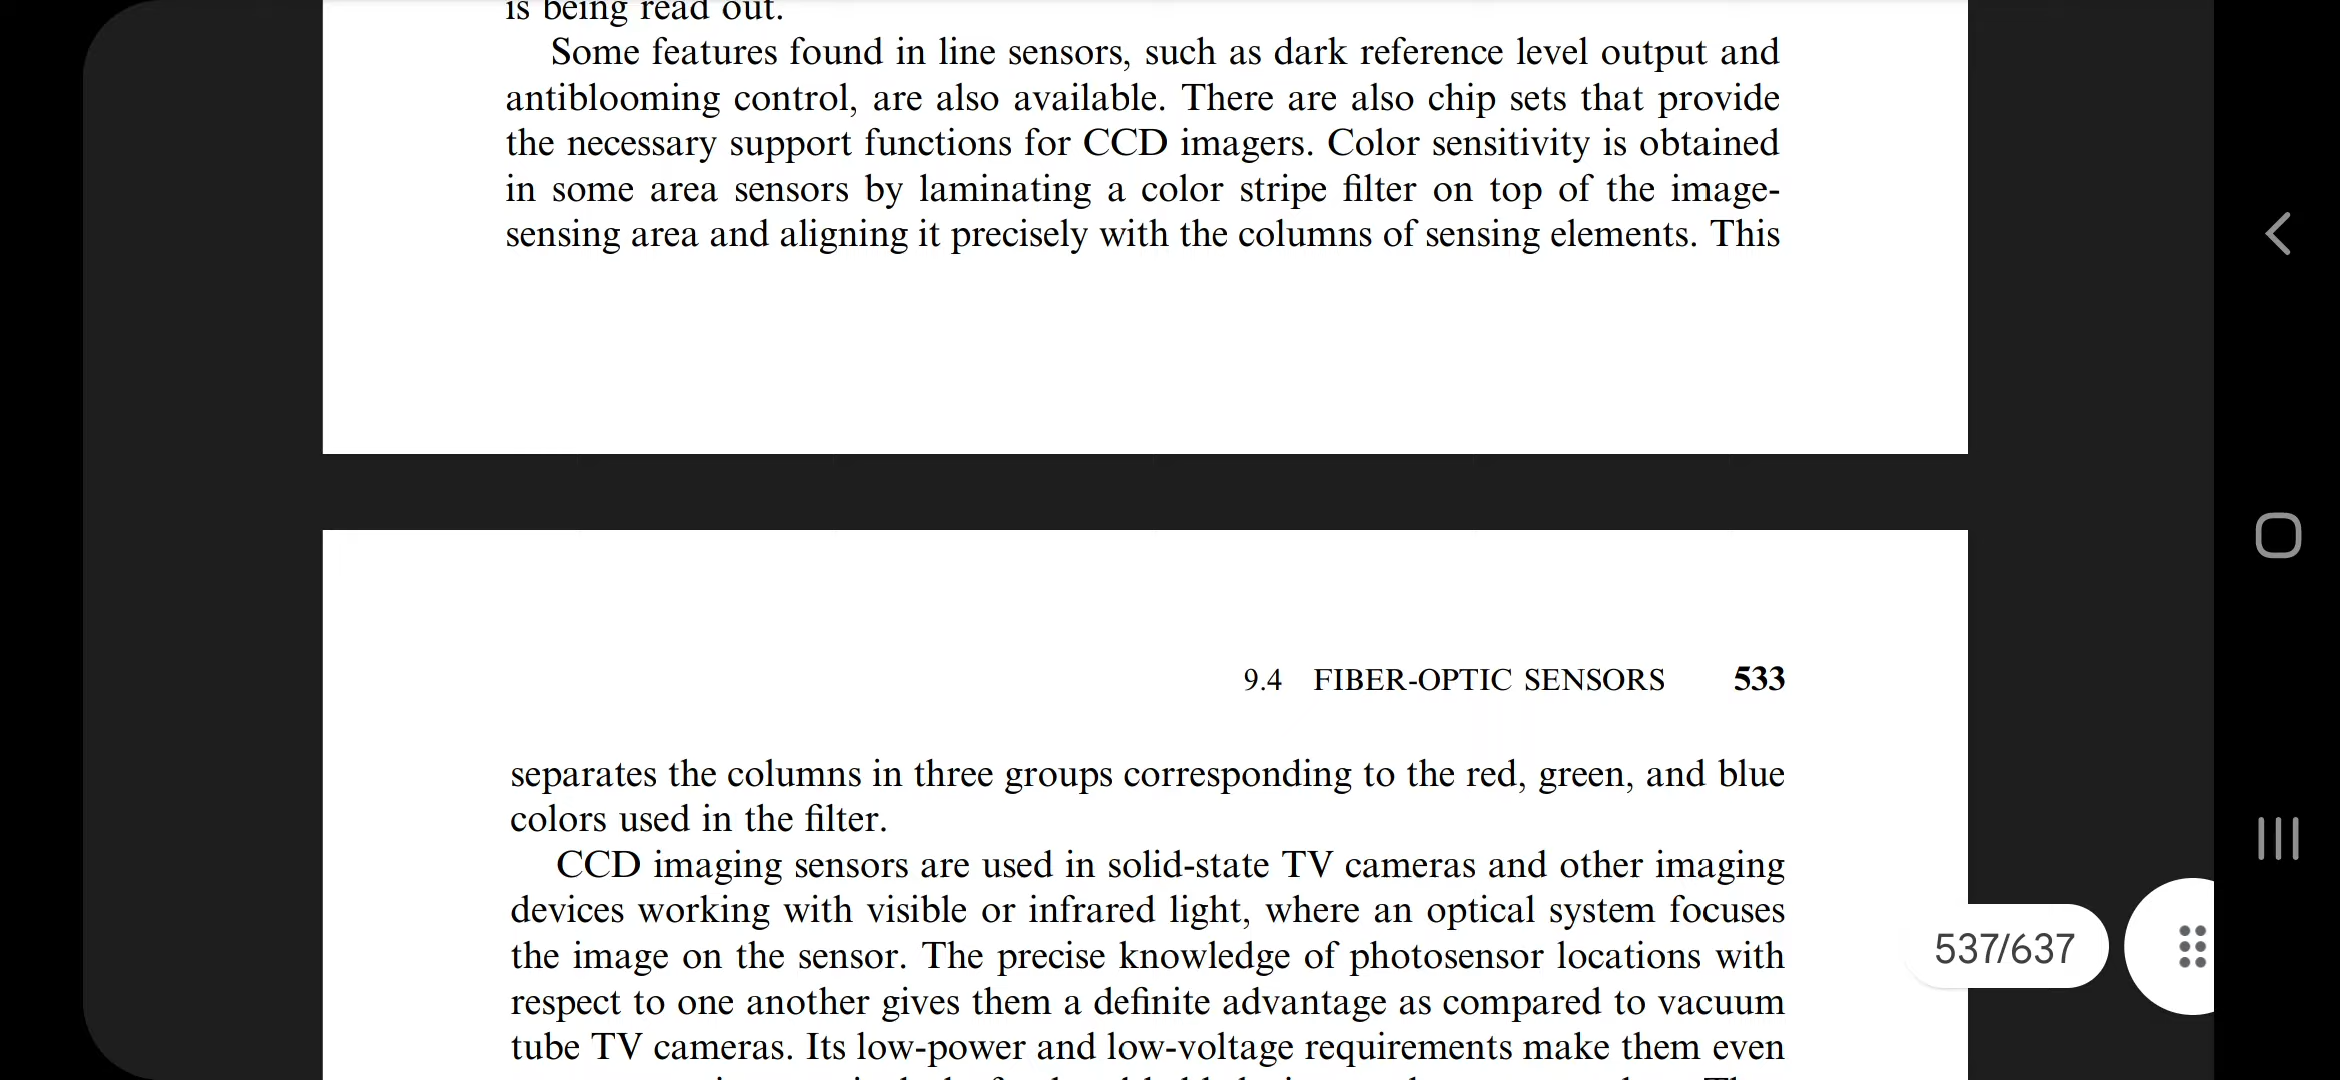 is being read out.
Some features found in line sensors, such as dark reference level output and
antiblooming control, are also available. There are also chip sets that provide
the necessary support functions for CCD imagers. Color sensitivity is obtained
in some area sensors by laminating a color stripe filter on top of the image-
sensing area and aligning it precisely with the columns of sensing elements. This
9.4 FIBER-OPTIC SENSORS 533
separates the columns in three groups corresponding to the red, green, and blue
colors used in the filter.
CCD imaging sensors are used in solid-state TV cameras and other imaging
devices working with visible or infrared light, where an optical system focuses
the image on the sensor. The precise knowledge of photosensor locations with
537/637
respect to one another gives them a definite advantage as compared to vacuum
tube TV cameras. Its low-power and low-voltage requirements make them even